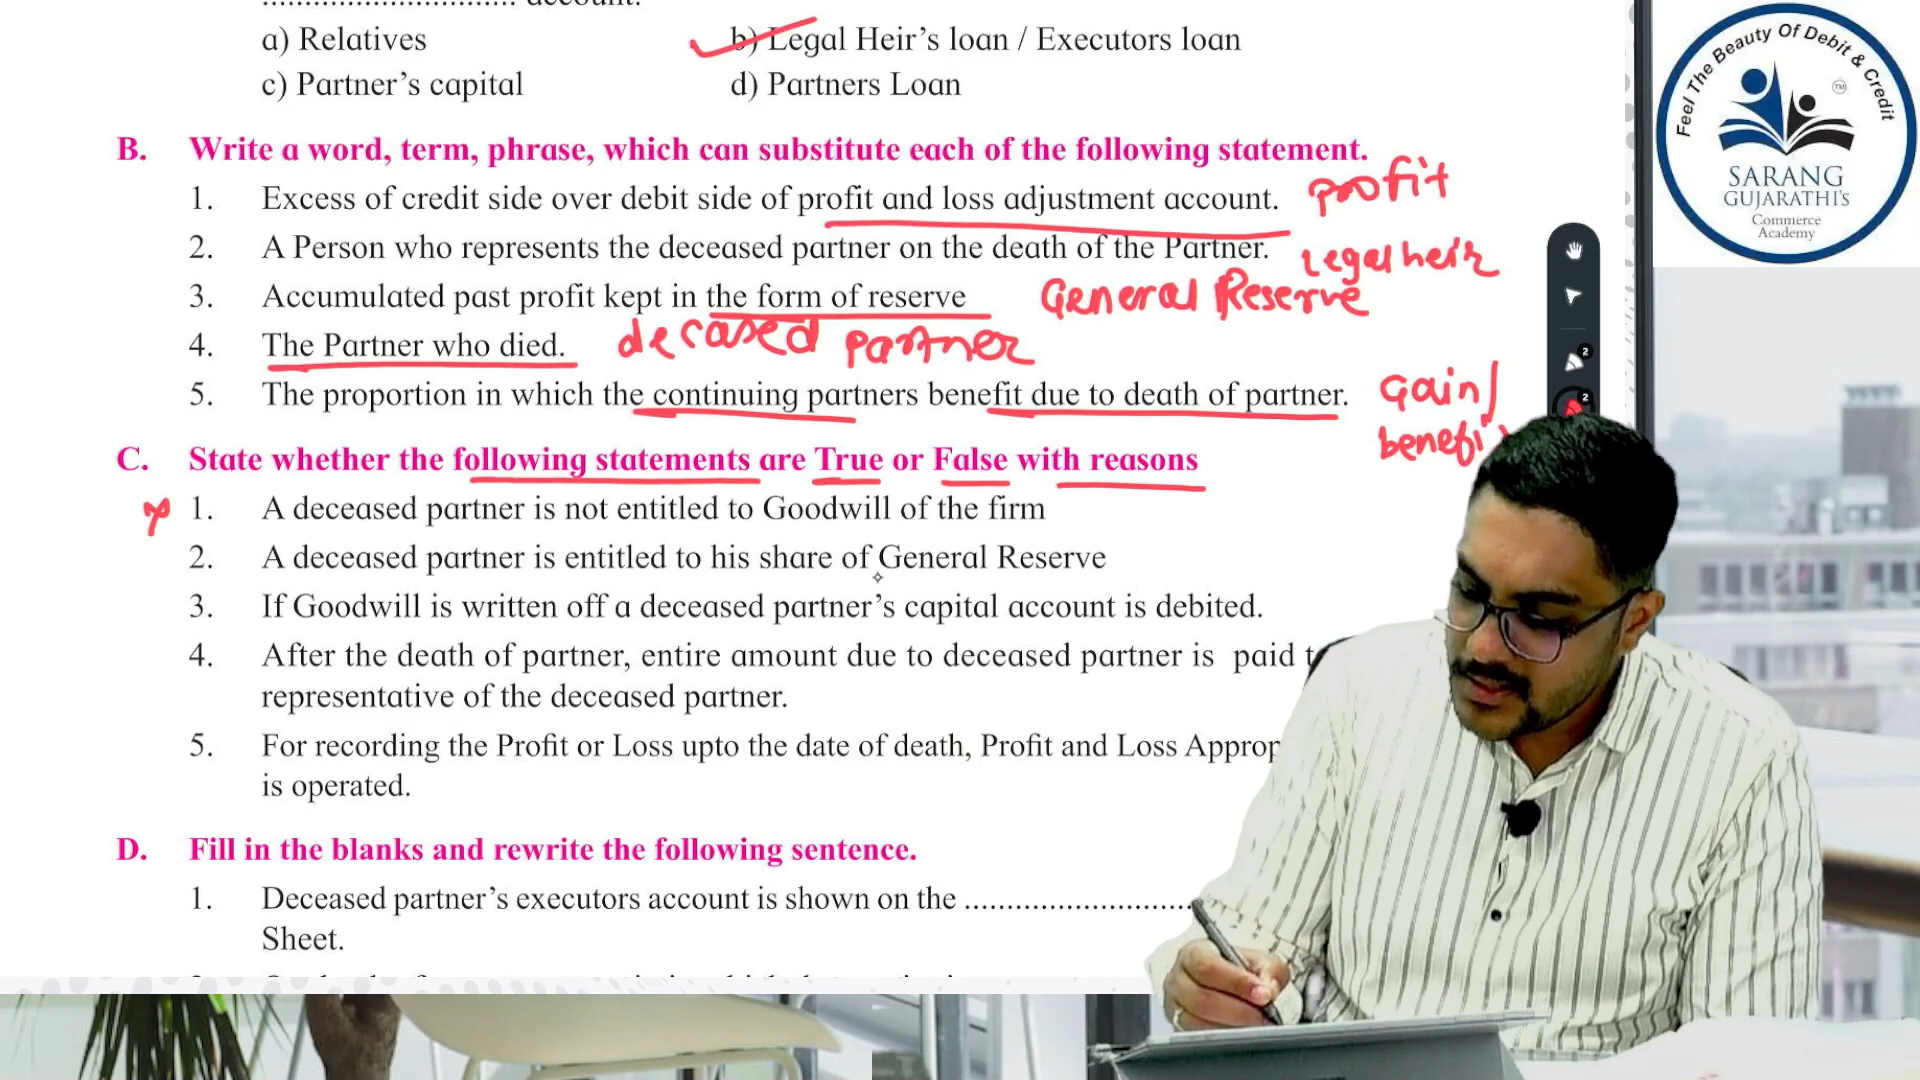 account.
a) Relatives
b) Legal Heir’s loan / Executors loan
c) Partner’s capital
d) Partners Loan
B. Write a word, term, phrase, which can substitute each of the following statement.
1. Excess of credit side over debit side of profit and loss adjustment account. profit
2. A Person who represents the deceased partner on the death of the Partner. Legal heir
3. Accumulated past profit kept in the form of reserve General Reserve
4. The Partner who died. decased partner
5. The proportion in which the continuing partners benefit due to death of partner. Gain/
benefi
C. State whether the following statements are True or False with reasons
1. A deceased partner is not entitled to Goodwill of the firm
2. A deceased partner is entitled to his share of General Reserve
3. If Goodwill is written off a deceased partner’s capital account is debited.
4. After the death of partner, entire amount due to deceased partner is paid t
representative of the deceased partner.
5. For recording the Profit or Loss upto the date of death, Profit and Loss Approp
is operated.
D. Fill in the blanks and rewrite the following sentence.
1. Deceased partner’s executors account is shown on the ...........................
Sheet.
Feel The Beauty Of Debit & Credit
TM
SARANG
GUJARATHI's
Commerce
Academy
2
2